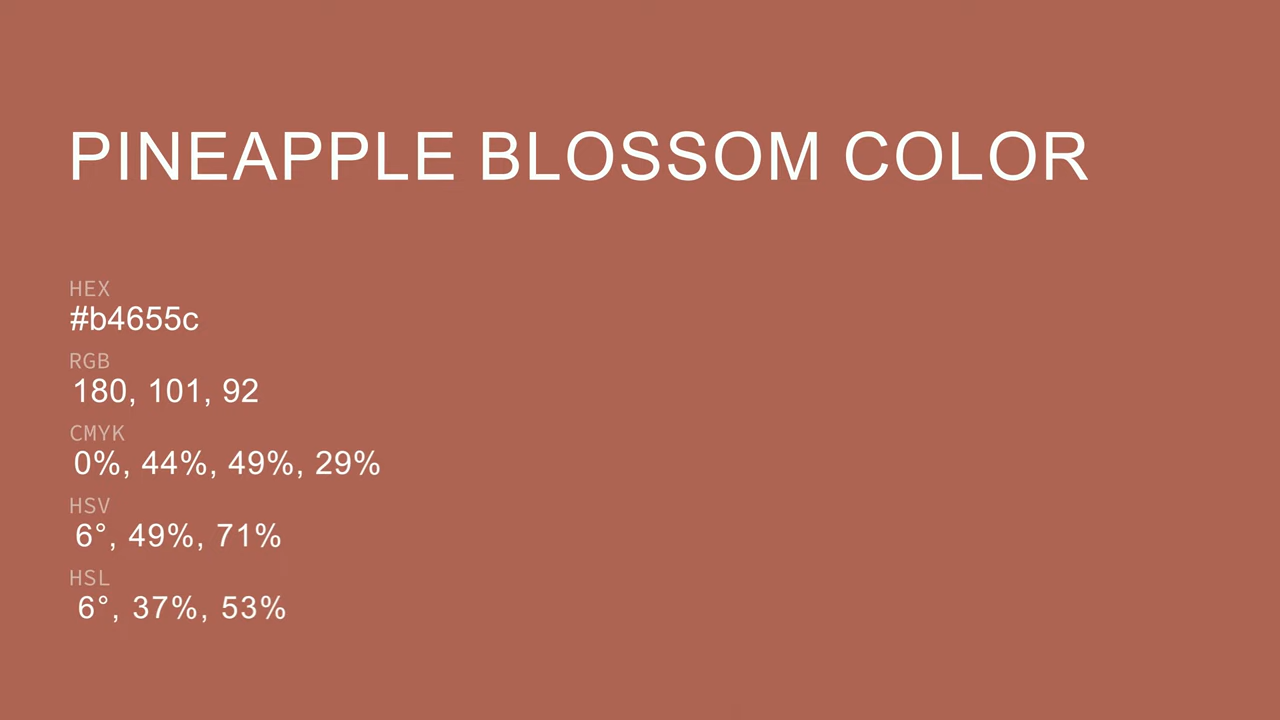 PINEAPPLE BLOSSOM COLOR
HEX
#b4655c
RGB
180, 101, 92
CMYK
0%, 44%, 49%, 29%
HSV
6°, 49%, 71%
HSL
6°, 37%, 53%